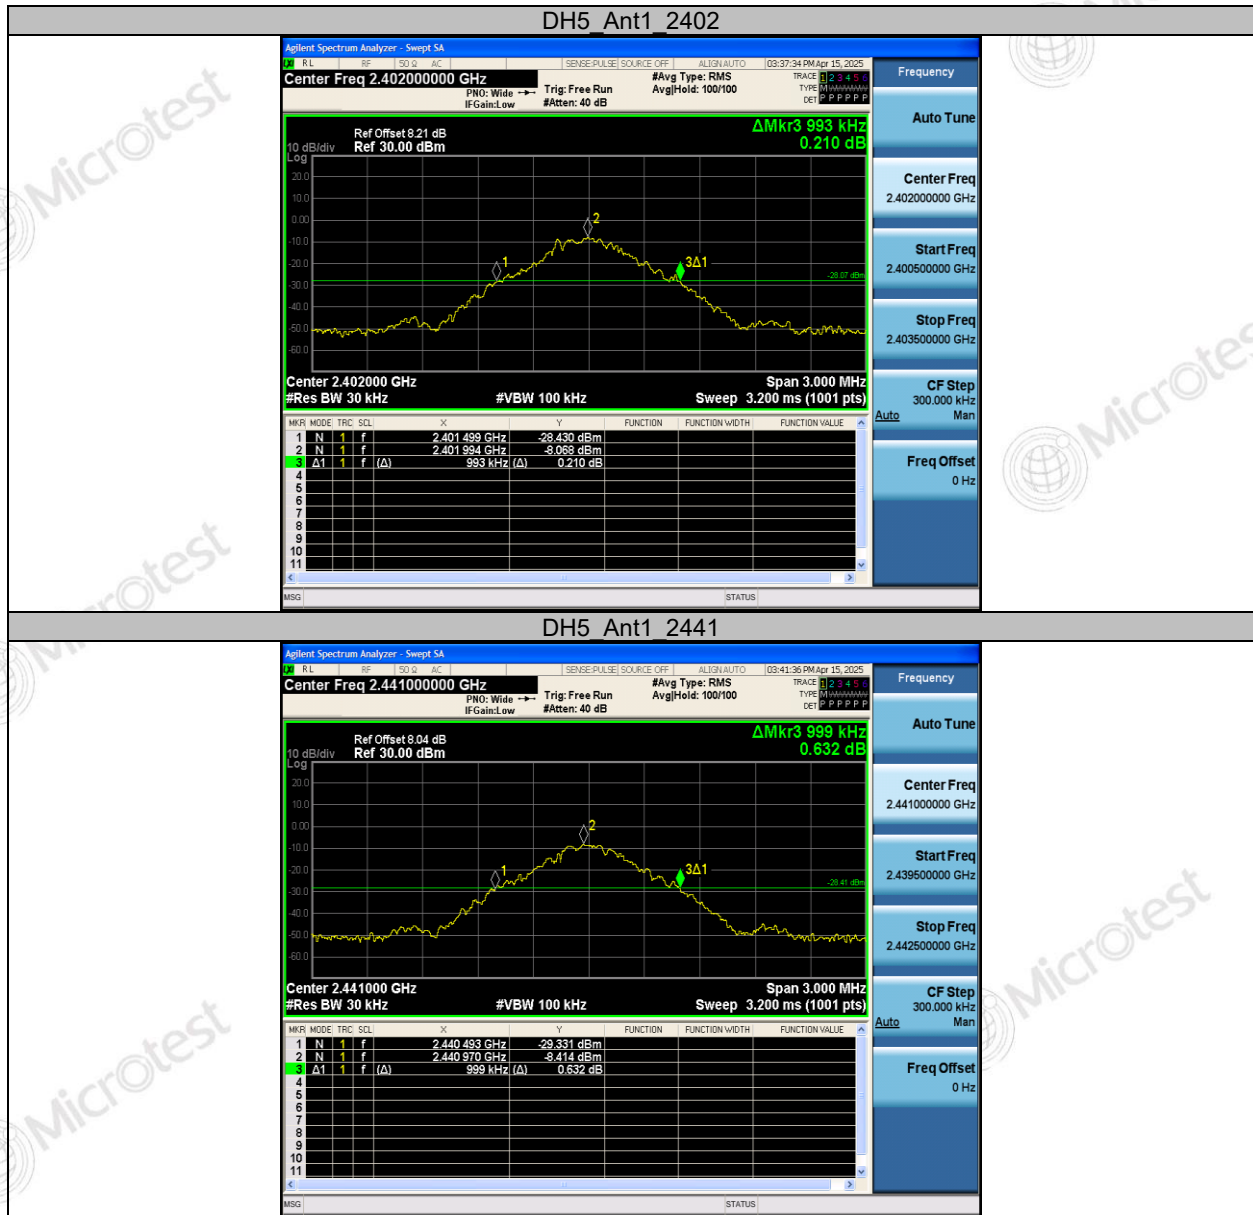 DH5_Ant1_2402
Agilent Spectrum Analyzer - Swept SA
RL RF 50 Ω AC SENSE:PULSE SOURCE OFF ALIGN AUTO 03:37:34 PM Apr 15, 2025
Center Freq 2.402000000 GHz
PNO: Wide
IFGain:Low
Trig: Free Run
#Atten: 40 dB
#Avg Type: RMS
Avg|Hold: 100/100
TRACE 1 2 3 4 5 6
TYPE M
DET P P P P P P
Frequency
Auto Tune
Center Freq
2.402000000 GHz
Start Freq
2.400500000 GHz
Stop Freq
2.403500000 GHz
CF Step
300.000 kHz
Auto Man
Freq Offset
0 Hz
ΔMkr3 993 kHz
0.210 dB
Ref Offset 8.21 dB
10 dB/div Ref 30.00 dBm
Log
20.0
10.0
0.00
-10.0
-20.0
-30.0
-40.0
-50.0
-60.0
1
2
3Δ1
-28.07 dBm
Center 2.402000 GHz Span 3.000 MHz
#Res BW 30 kHz #VBW 100 kHz Sweep 3.200 ms (1001 pts)
MKR MODE TRC SCL X Y FUNCTION FUNCTION WIDTH FUNCTION VALUE
1 N 1 f 2.401 499 GHz -28.430 dBm
2 N 1 f 2.401 994 GHz -8.068 dBm
3 Δ1 1 f (Δ) 993 kHz (Δ) 0.210 dB
4
5
6
7
8
9
10
11
MSG STATUS
DH5_Ant1_2441
Agilent Spectrum Analyzer - Swept SA
RL RF 50 Ω AC SENSE:PULSE SOURCE OFF ALIGN AUTO 03:41:36 PM Apr 15, 2025
Center Freq 2.441000000 GHz
PNO: Wide
IFGain:Low
Trig: Free Run
#Atten: 40 dB
#Avg Type: RMS
Avg|Hold: 100/100
TRACE 1 2 3 4 5 6
TYPE M
DET P P P P P P
Frequency
Auto Tune
Center Freq
2.441000000 GHz
Start Freq
2.439500000 GHz
Stop Freq
2.442500000 GHz
CF Step
300.000 kHz
Auto Man
Freq Offset
0 Hz
ΔMkr3 999 kHz
0.632 dB
Ref Offset 8.04 dB
10 dB/div Ref 30.00 dBm
Log
20.0
10.0
0.00
-10.0
-20.0
-30.0
-40.0
-50.0
-60.0
1
2
3Δ1
-28.41 dBm
Center 2.441000 GHz Span 3.000 MHz
#Res BW 30 kHz #VBW 100 kHz Sweep 3.200 ms (1001 pts)
MKR MODE TRC SCL X Y FUNCTION FUNCTION WIDTH FUNCTION VALUE
1 N 1 f 2.440 493 GHz -29.331 dBm
2 N 1 f 2.440 970 GHz -8.414 dBm
3 Δ1 1 f (Δ) 999 kHz (Δ) 0.632 dB
4
5
6
7
8
9
10
11
MSG STATUS
Microtest
Microtest
Microtest
Microtest